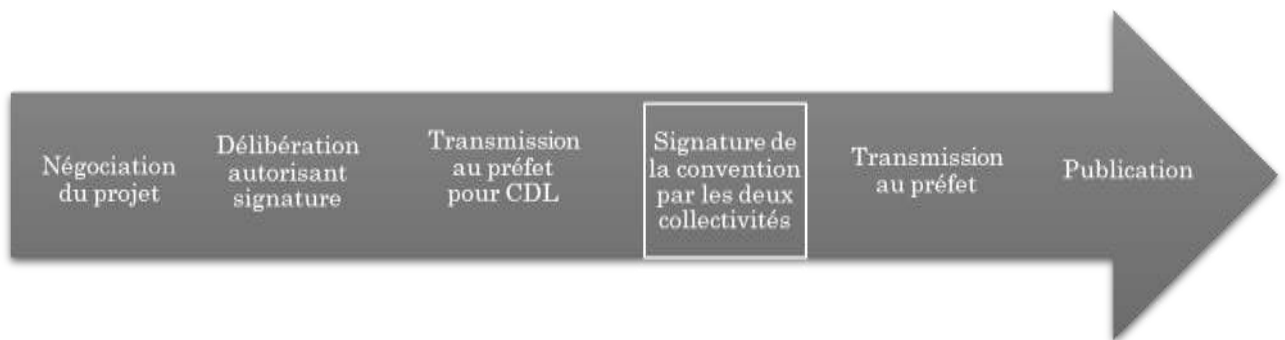 Négociation
du projet
Délibération
autorisant
signature
Transmission
au préfet
pour CDL
Signature de
la convention
par les deux
collectivités
Transmission
au préfet
Publication